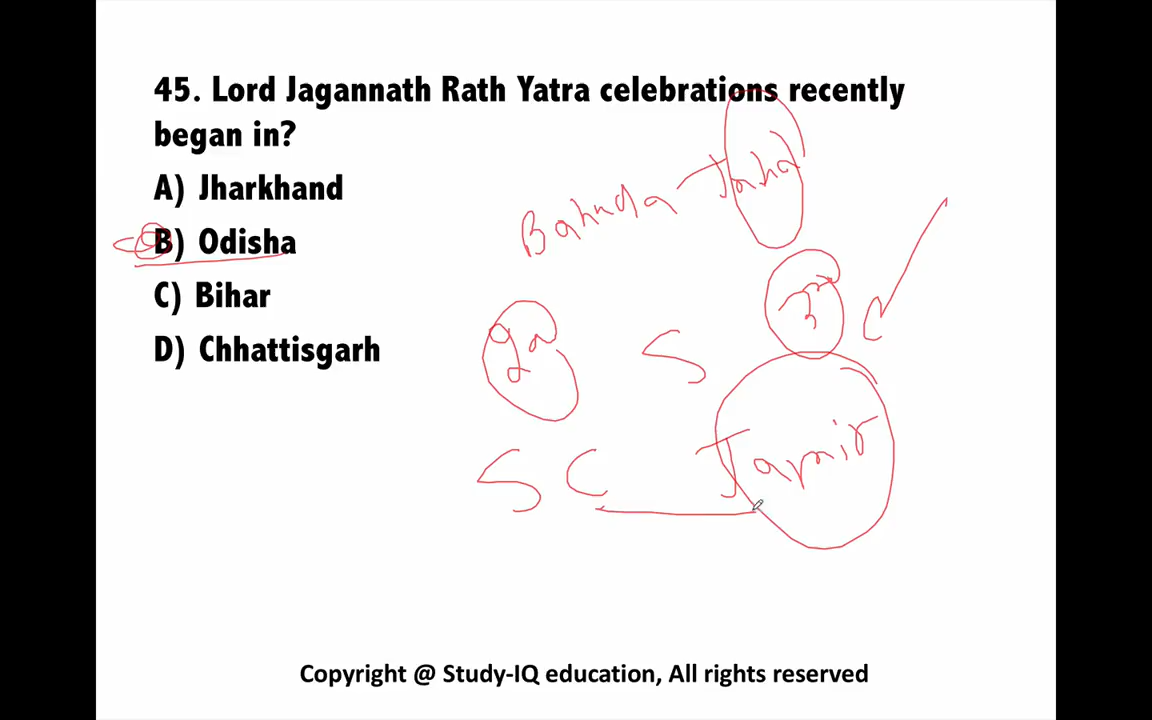 45. Lord Jagannath Rath Yatra celebrations recently
began in?
A) Jharkhand
B) Odisha
C) Bihar
D) Chhattisgarh
Bahuda
S
S C
Copyright @ Study-IQ education, All rights reserved